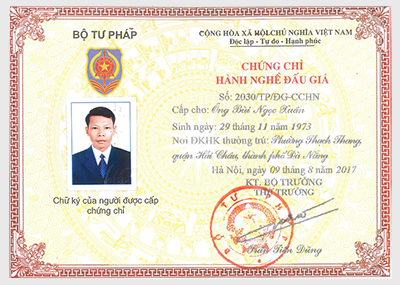 BỘ TƯ PHÁP
CỘNG HÒA XÃ HỘI CHỦ NGHĨA VIỆT NAM
Độc lập - Tự do - Hạnh phúc
CHỨNG CHỈ
HÀNH NGHỀ ĐẤU GIÁ
Số: 2030/TP/ĐG-CCHN
Cấp cho: Ông Bùi Ngọc Xuân
Sinh ngày: 29 tháng 11 năm 1973
Nơi ĐKHK thường trú: Phường Thạch Thang,
quận Hải Châu, thành phố Đà Nẵng
Hà Nội, ngày 09 tháng 8 năm 2017
KT. BỘ TRƯỞNG
THỨ TRƯỞNG
Chữ ký của người được cấp
chứng chỉ
BỘ TƯ PHÁP
Trần Tiến Dũng